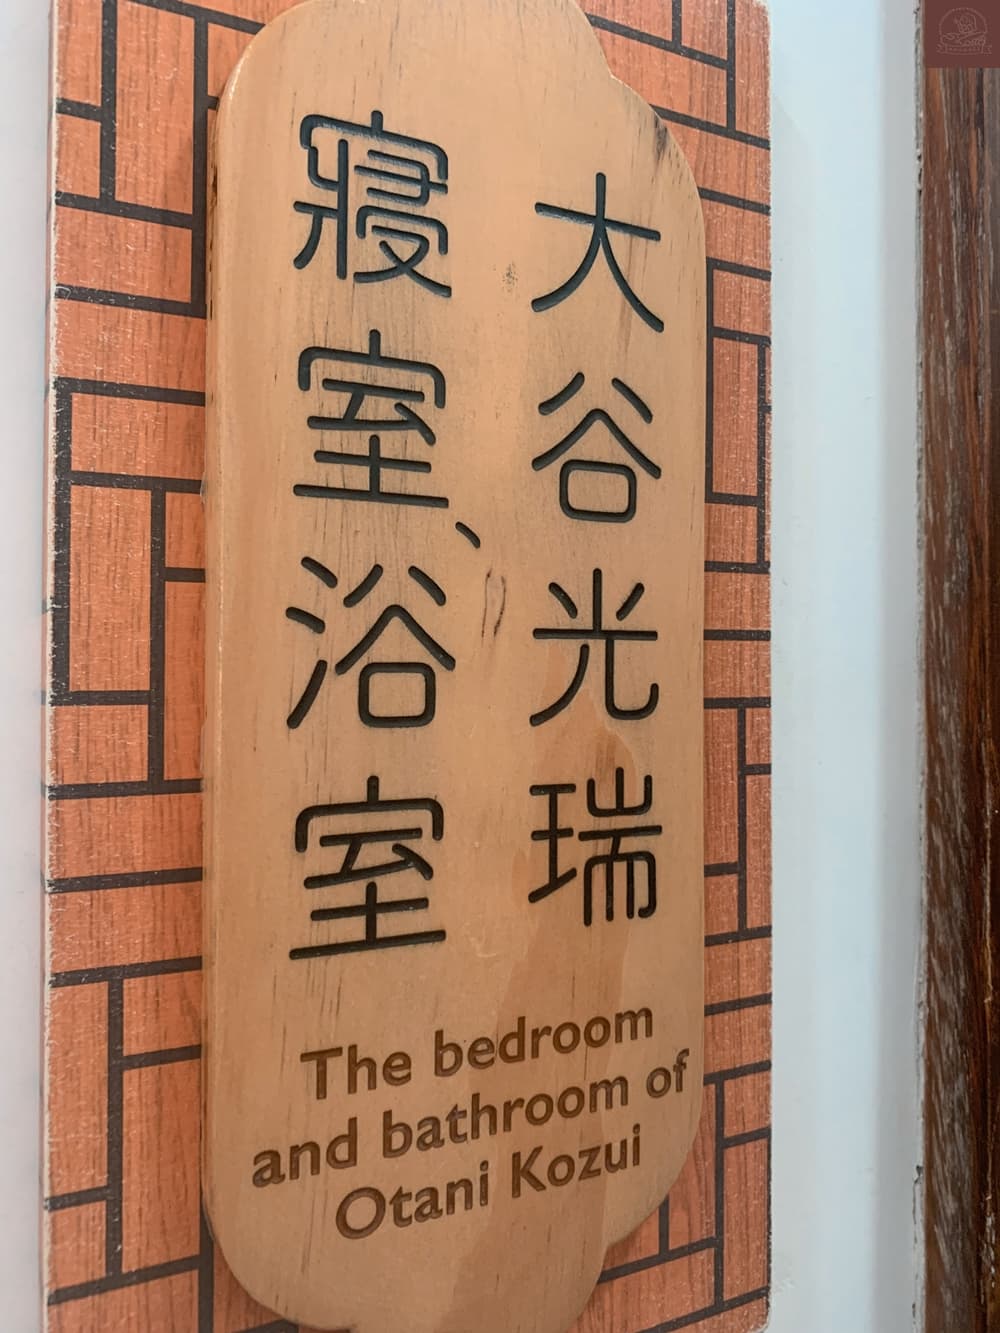 大谷光瑞
寢室、浴室
The bedroom
and bathroom of
Otani Kozui